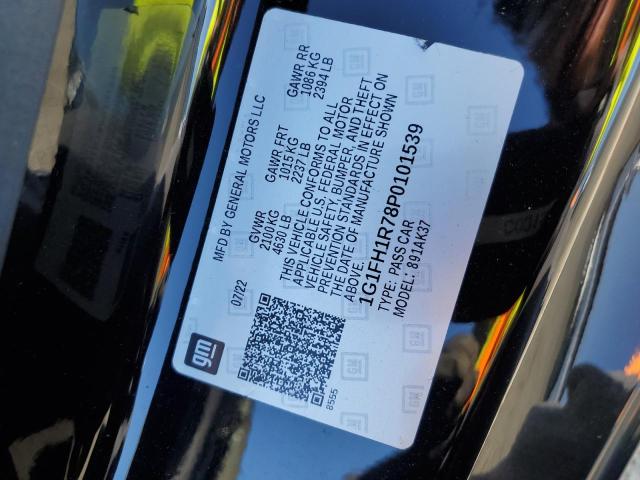 gm
07/22
MFD BY GENERAL MOTORS LLC
GVWR
2100 KG
4630 LB
GAWR FRT
1015 KG
2237 LB
GAWR RR
1086 KG
2394 LB
THIS VEHICLE CONFORMS TO ALL
APPLICABLE U.S. FEDERAL MOTOR
VEHICLE SAFETY, BUMPER, AND THEFT
PREVENTION STANDARDS IN EFFECT ON
THE DATE OF MANUFACTURE SHOWN
ABOVE.
1G1FH1R78P0101539
TYPE: PASS CAR
MODEL: 891AK37
8555